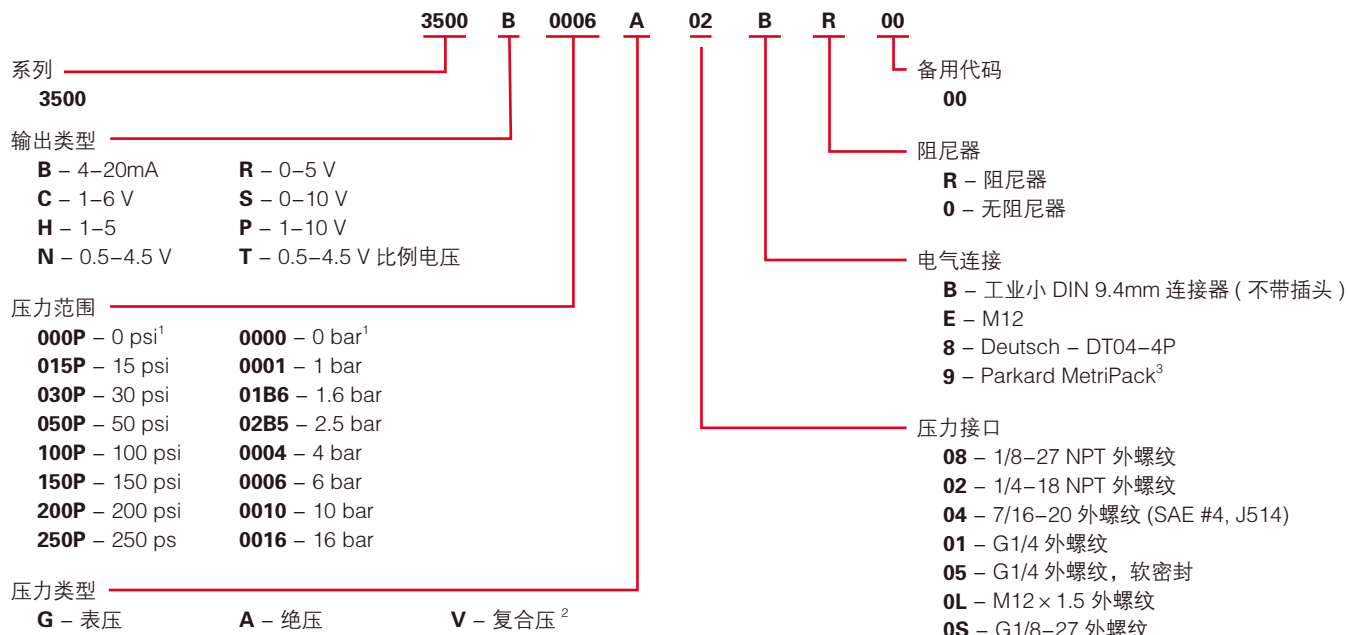 3500 B 0006 A 02 B R 00
系列
3500
输出类型
B – 4–20mA R – 0–5 V
C – 1–6 V S – 0–10 V
H – 1–5 P – 1–10 V
N – 0.5–4.5 V T – 0.5–4.5 V 比例电压
压力范围
000P – 0 psi¹ 0000 – 0 bar¹
015P – 15 psi 0001 – 1 bar
030P – 30 psi 01B6 – 1.6 bar
050P – 50 psi 02B5 – 2.5 bar
100P – 100 psi 0004 – 4 bar
150P – 150 psi 0006 – 6 bar
200P – 200 psi 0010 – 10 bar
250P – 250 ps 0016 – 16 bar
压力类型
G – 表压 A – 绝压 V – 复合压 ²
备用代码
00
阻尼器
R – 阻尼器
0 – 无阻尼器
电气连接
B – 工业小 DIN 9.4mm 连接器 ( 不带插头 )
E – M12
8 – Deutsch – DT04–4P
9 – Parkard MetriPack³
压力接口
08 – 1/8–27 NPT 外螺纹
02 – 1/4–18 NPT 外螺纹
04 – 7/16–20 外螺纹 (SAE #4, J514)
01 – G1/4 外螺纹
05 – G1/4 外螺纹，软密封
0L – M12×1.5 外螺纹
0S – G1/8–27 外螺纹